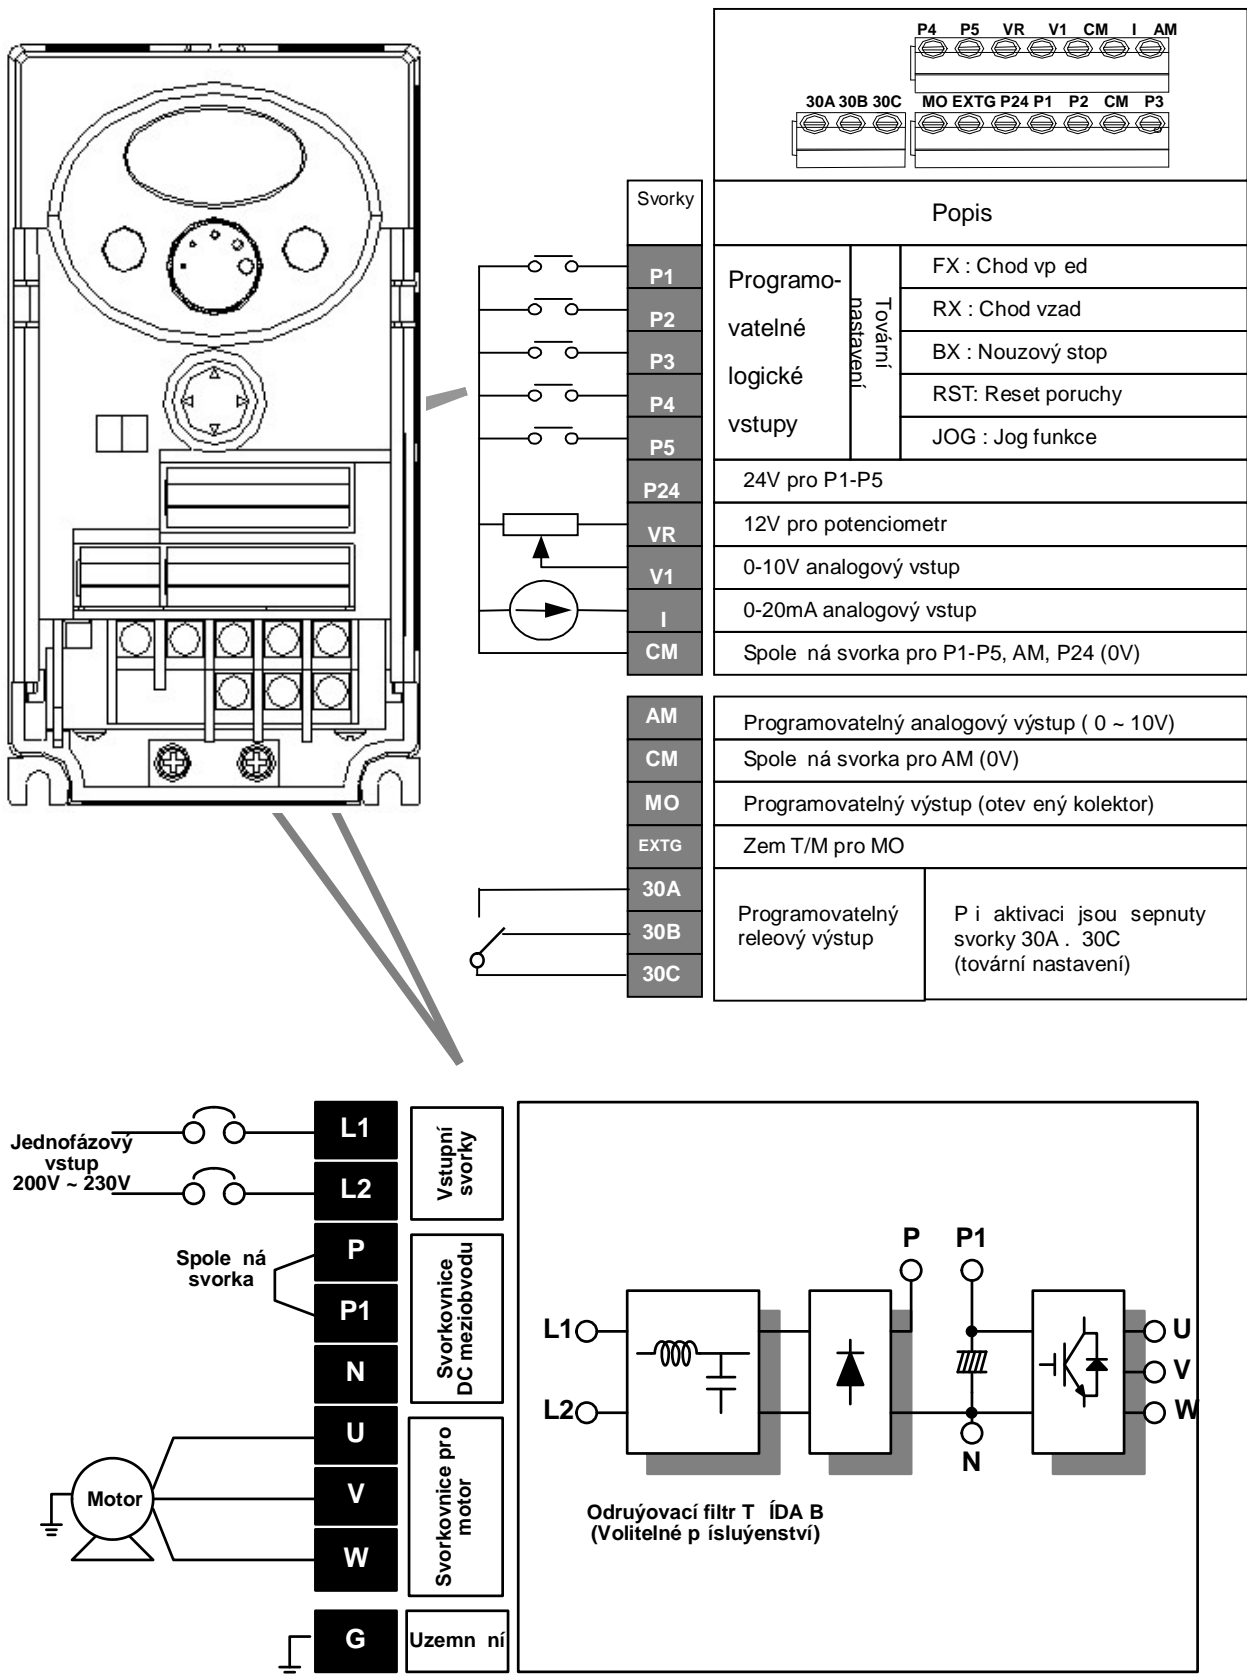 P4 P5 VR V1 CM I AM
30A 30B 30C MO EXTG P24 P1 P2 CM P3
Svorky
Popis
P1
P2
P3
P4
P5
P24
VR
V1
I
CM
Programo-
vatelné
logické
vstupy
Tovární
nastavení
FX : Chod vp ed
RX : Chod vzad
BX : Nouzový stop
RST: Reset poruchy
JOG : Jog funkce
24V pro P1-P5
12V pro potenciometr
0-10V analogový vstup
0-20mA analogový vstup
Spole ná svorka pro P1-P5, AM, P24 (0V)
AM
Programovatelný analogový výstup ( 0 ~ 10V)
CM
Spole ná svorka pro AM (0V)
MO
Programovatelný výstup (otev ený kolektor)
EXTG
Zem T/M pro MO
30A
30B
30C
Programovatelný
releový výstup
P i aktivaci jsou sepnuty
svorky 30A . 30C
(tovární nastavení)
Jednofázový
vstup
200V ~ 230V
L1
L2
Vstupní
svorky
Spole ná
svorka
P
P1
N
Svorkovnice
DC meziobvodu
Motor
U
V
W
Svorkovnice pro
motor
G
Uzemn ní
P P1
L1
L2
U
V
W
N
Odruýovací filtr T ÍDA B
(Volitelné p ísluýenství)